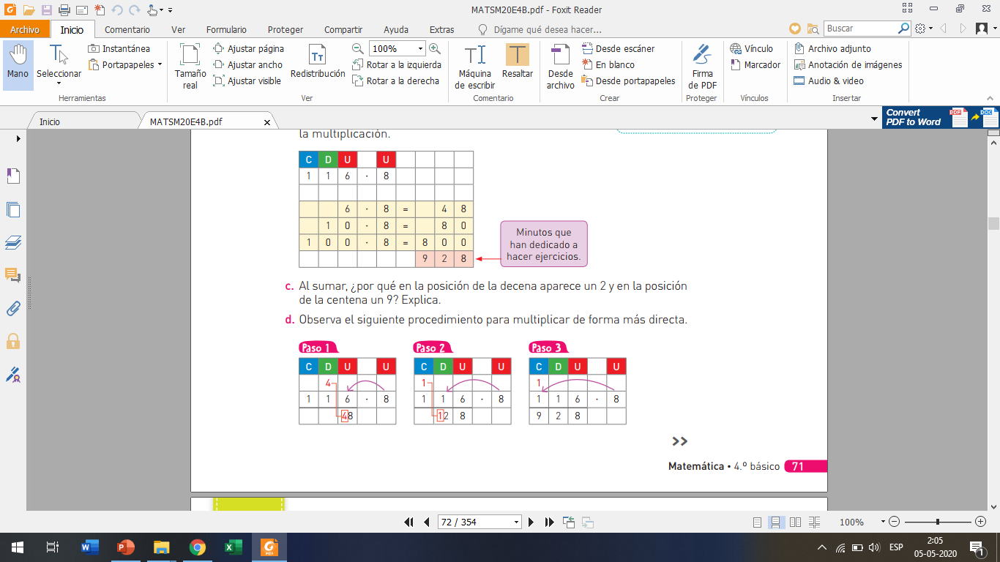 MATSM20E4B.pdf - Foxit Reader
Archivo Inicio Comentario Ver Formulario Proteger Compartir Ayuda Extras Dígame qué desea hacer... Buscar
Mano
Seleccionar
Instantánea
Portapapeles
Herramientas
Tamaño real
Ajustar página
Ajustar ancho
Ajustar visible
Redistribución
100%
Rotar a la izquierda
Rotar a la derecha
Ver
Máquina de escribir
Resaltar
Comentario
Desde archivo
Desde escáner
En blanco
Desde portapapeles
Crear
Firma de PDF
Proteger
Vínculo
Marcador
Vínculos
Archivo adjunto
Anotación de imágenes
Audio & video
Insertar
Inicio MATSM20E4B.pdf
Convert
PDF to Word
PDF DOC
la multiplicación.
C D U U
1 1 6 · 8
6 · 8 = 4 8
1 0 · 8 = 8 0
1 0 0 · 8 = 8 0 0
9 2 8
Minutos que
han dedicado a
hacer ejercicios.
c. Al sumar, ¿por qué en la posición de la decena aparece un 2 y en la posición
de la centena un 9? Explica.
d. Observa el siguiente procedimiento para multiplicar de forma más directa.
Paso 1
C D U U
4
1 1 6 · 8
48
Paso 2
C D U U
1
1 1 6 · 8
12 8
Paso 3
C D U U
1
1 1 6 · 8
9 2 8
>>
Matemática • 4.º básico 71
72 / 354
100%
ESP
2:05
05-05-2020
1